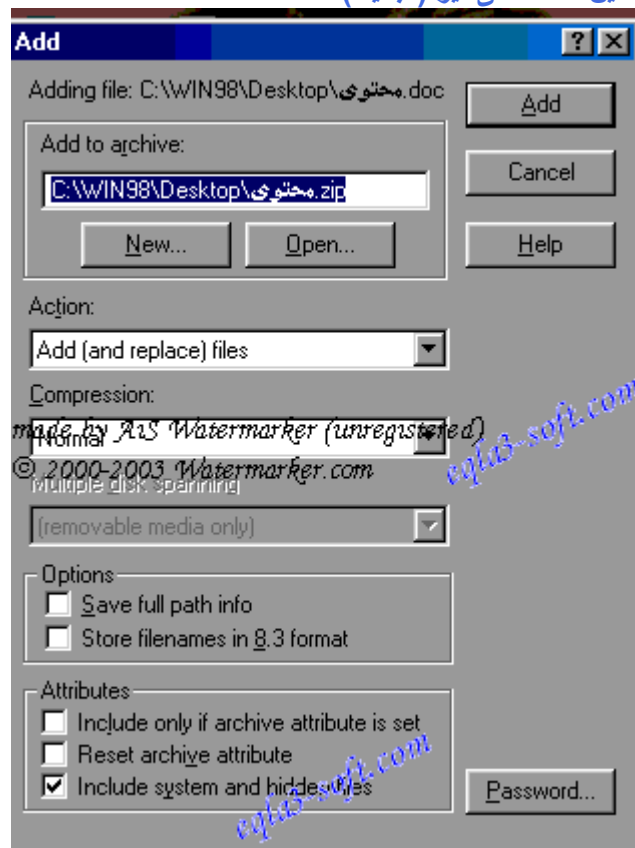 Add
Adding file: C:\WIN98\Desktop\محتوى.doc
Add
Add to archive:
C:\WIN98\Desktop\محتوى.zip
Cancel
New...
Open...
Help
Action:
Add (and replace) files
Compression:
Normal
made by AiS Watermarker (unregistered)
© 2000-2003 Watermarker.com
eqla3-soft.com
Multiple disk spanning
(removable media only)
Options
Save full path info
Store filenames in 8.3 format
Attributes
Include only if archive attribute is set
Reset archive attribute
Include system and hidden files
eqla3-soft.com
Password...